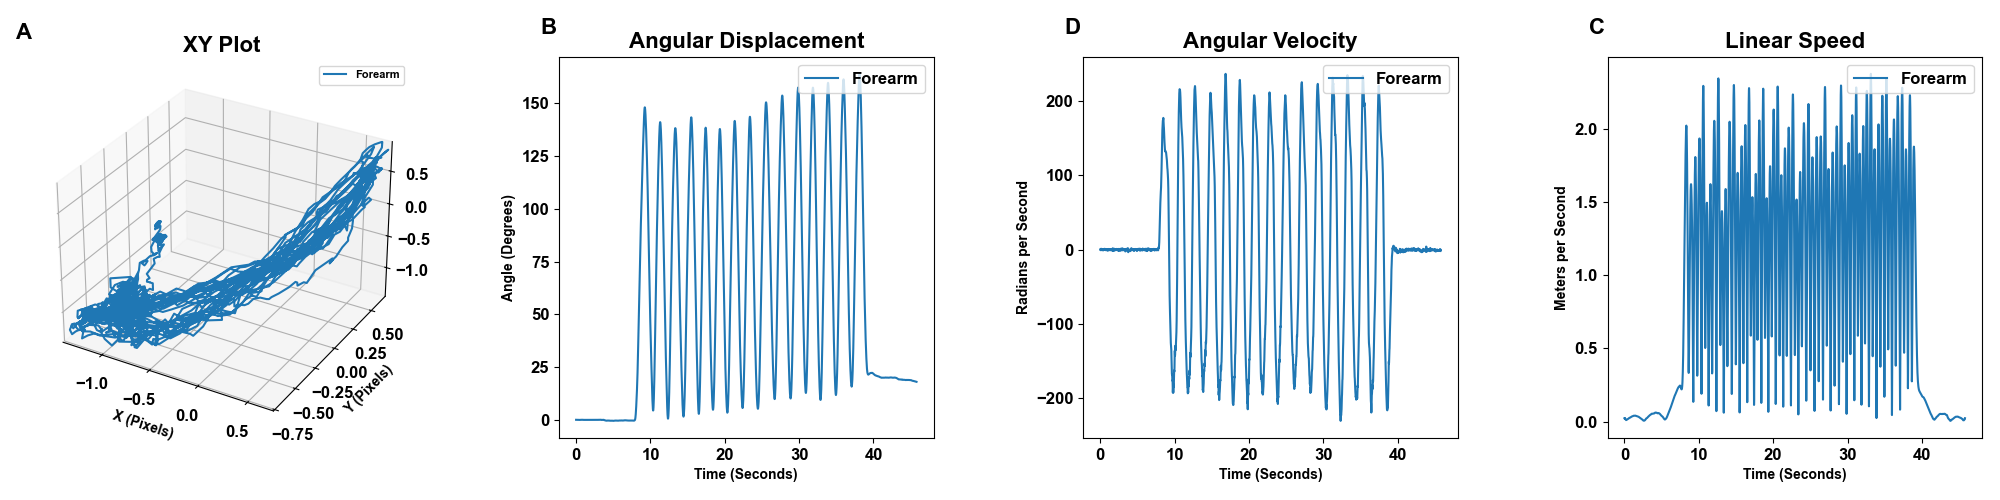 A
XY Plot
Forearm
0.5
0.0
−0.5
−1.0
0.50
0.25
0.00
−0.25
−0.50
−0.75
Y (Pixels)
−1.0
−0.5
0.0
0.5
X (Pixels)
B
Angular Displacement
Forearm
150
125
100
75
50
25
0
Angle (Degrees)
0 10 20 30 40
Time (Seconds)
D
Angular Velocity
Forearm
200
100
0
−100
−200
Radians per Second
0 10 20 30 40
Time (Seconds)
C
Linear Speed
Forearm
2.0
1.5
1.0
0.5
0.0
Meters per Second
0 10 20 30 40
Time (Seconds)